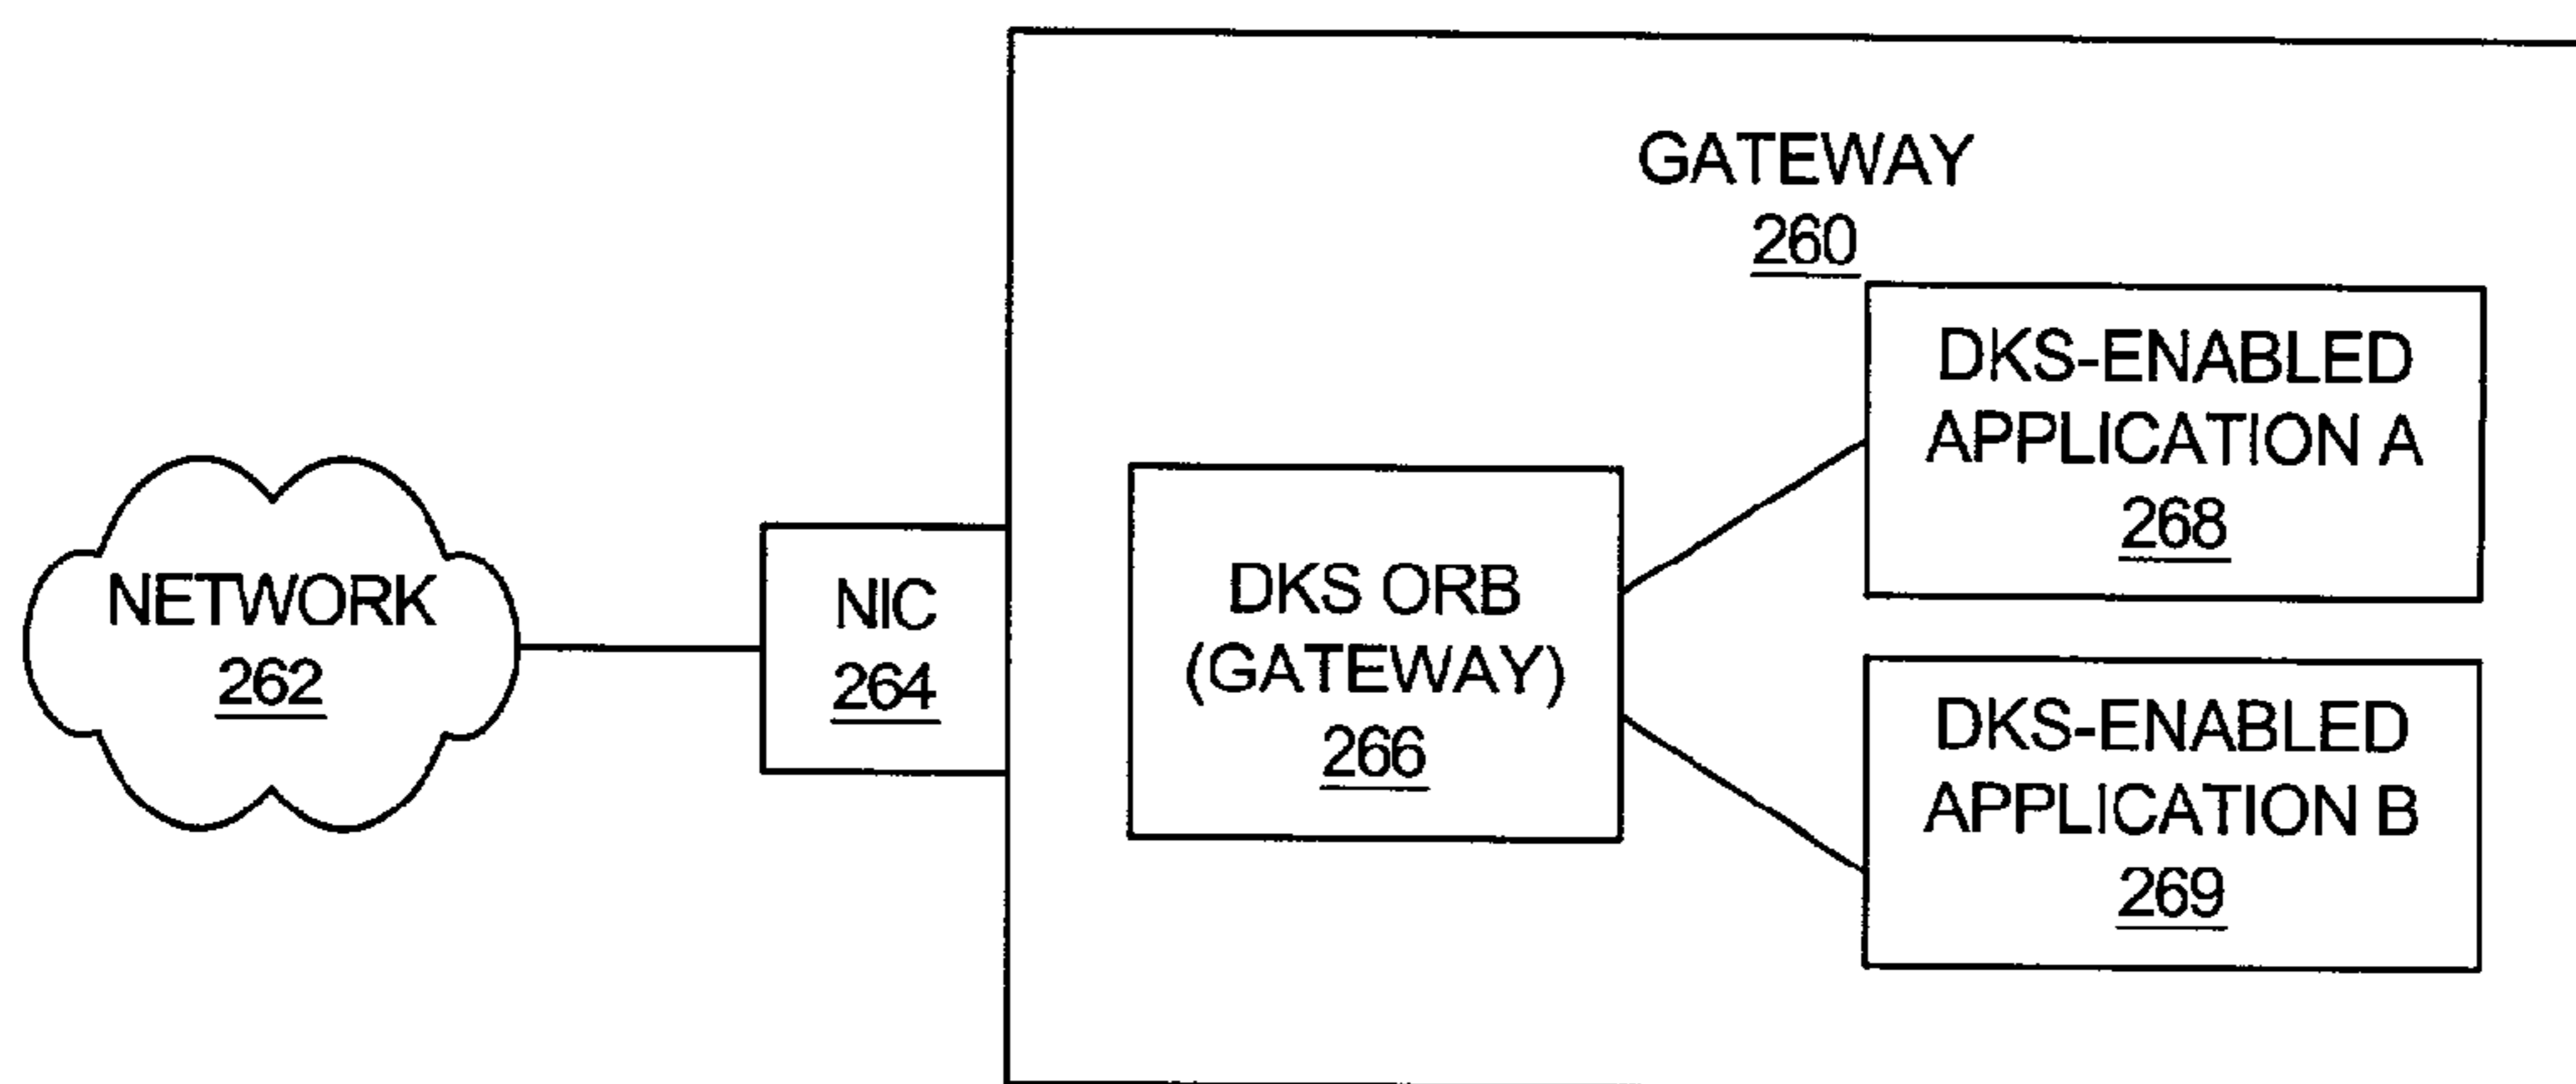 GATEWAY
260
DKS-ENABLED
APPLICATION A
268
NETWORK
262
NIC
264
DKS ORB
(GATEWAY)
266
DKS-ENABLED
APPLICATION B
269